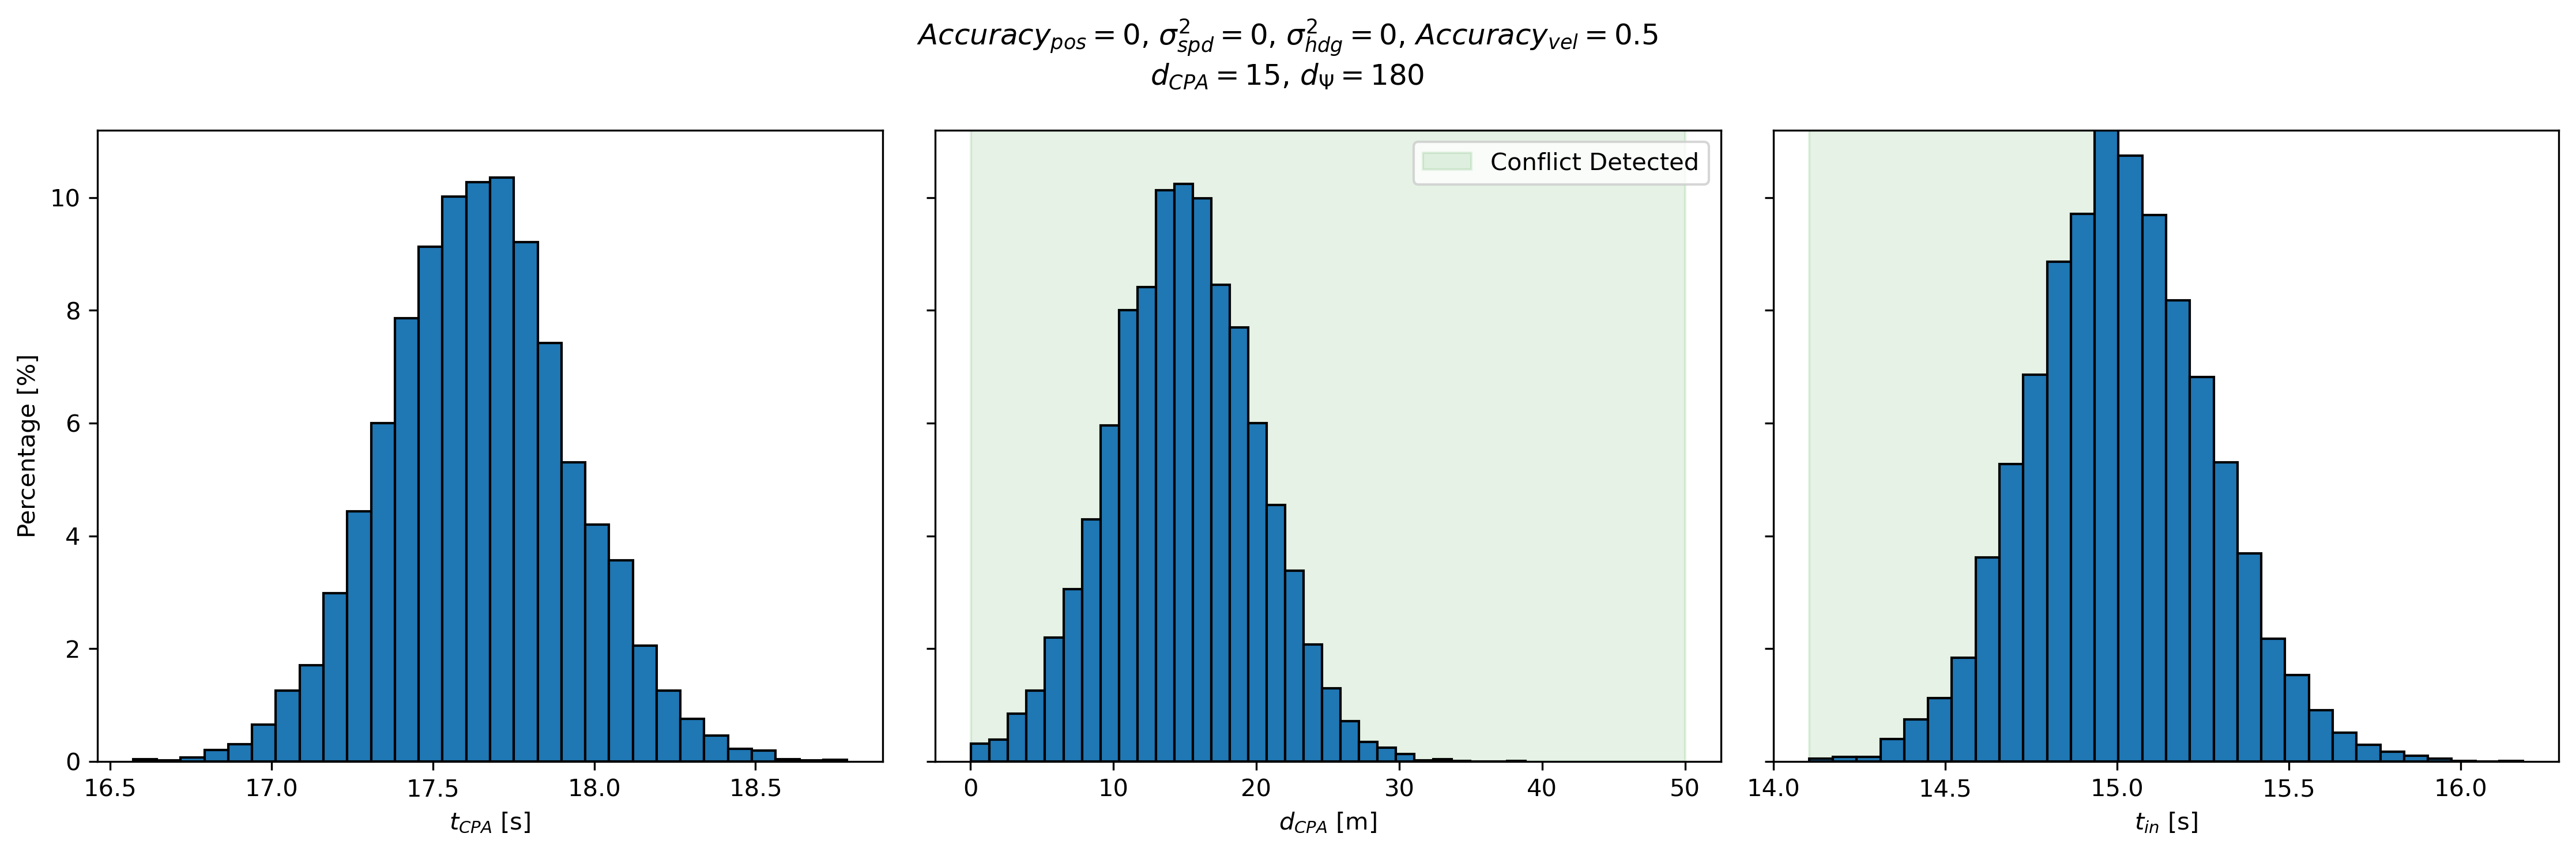 Accuracy_pos = 0, σ²_spd = 0, σ²_hdg = 0, Accuracy_vel = 0.5
d_CPA = 15, d_Ψ = 180
Percentage [%]
10
8
6
4
2
0
16.5 17.0 17.5 18.0 18.5
t_CPA [s]
Conflict Detected
0 10 20 30 40 50
d_CPA [m]
14.0 14.5 15.0 15.5 16.0
t_in [s]